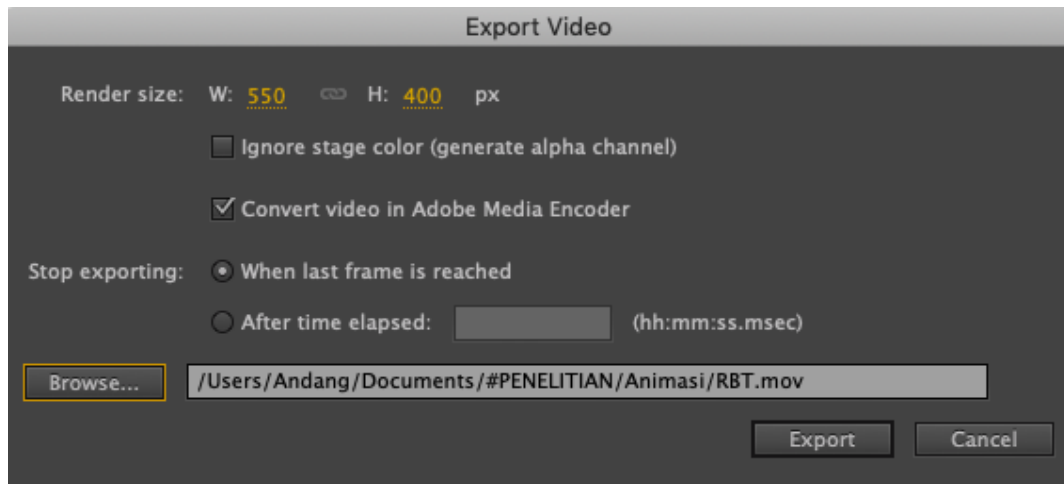 Export Video
Render size: W: 550 H: 400 px
Ignore stage color (generate alpha channel)
Convert video in Adobe Media Encoder
Stop exporting: When last frame is reached
After time elapsed: (hh:mm:ss.msec)
Browse... /Users/Andang/Documents/#PENELITIAN/Animasi/RBT.mov
Export Cancel